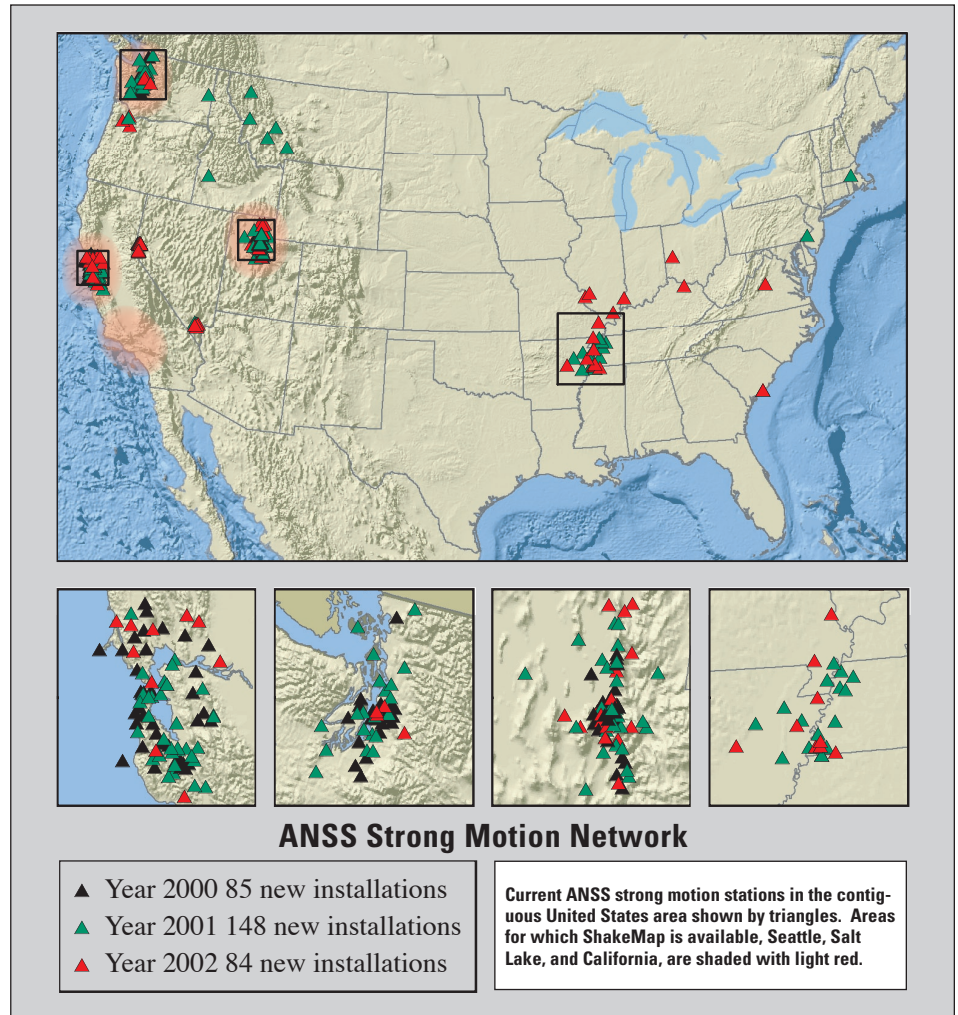 ANSS Strong Motion Network
Year 2000 85 new installations
Year 2001 148 new installations
Year 2002 84 new installations
Current ANSS strong motion stations in the contig-
uous United States area shown by triangles. Areas
for which ShakeMap is available, Seattle, Salt
Lake, and California, are shaded with light red.